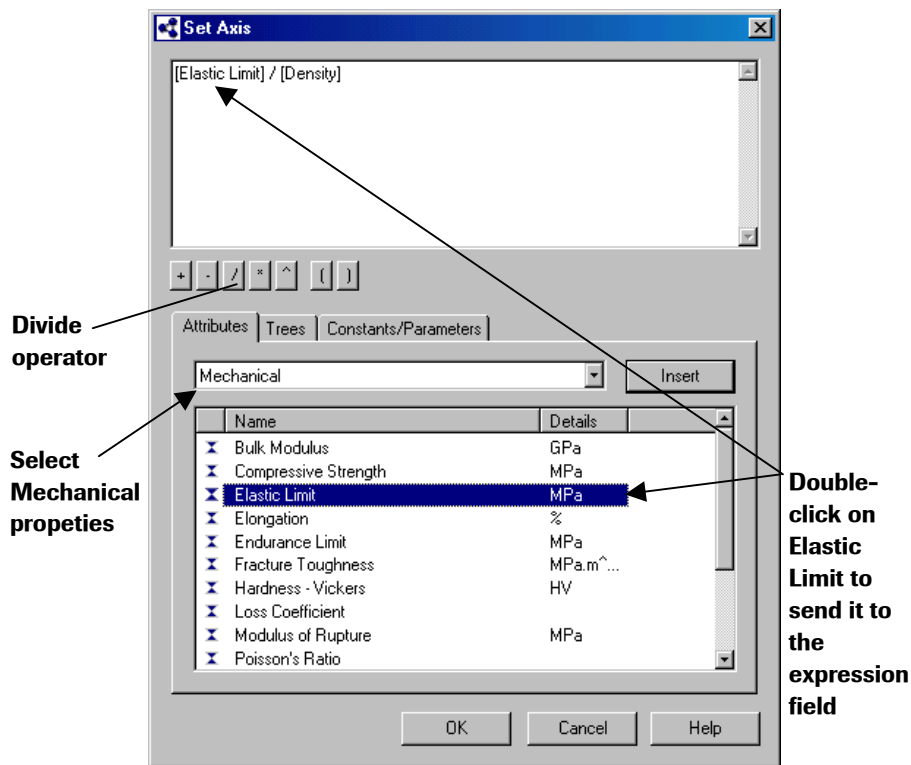 Set Axis
[Elastic Limit] / [Density]
+ - / * ^ ( )
Divide
operator
Attributes Trees Constants/Parameters
Mechanical Insert
Select
Mechanical
propeties
Name Details
Bulk Modulus GPa
Compressive Strength MPa
Elastic Limit MPa
Elongation %
Endurance Limit MPa
Fracture Toughness MPa.m^...
Hardness - Vickers HV
Loss Coefficient
Modulus of Rupture MPa
Poisson's Ratio
Double-
click on
Elastic
Limit to
send it to
the
expression
field
OK Cancel Help